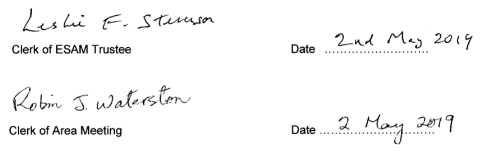 Leslie F. Stevenson
Clerk of ESAM Trustee Date 2nd May 2019
Robin J. Waterston
Clerk of Area Meeting Date 2 May 2019